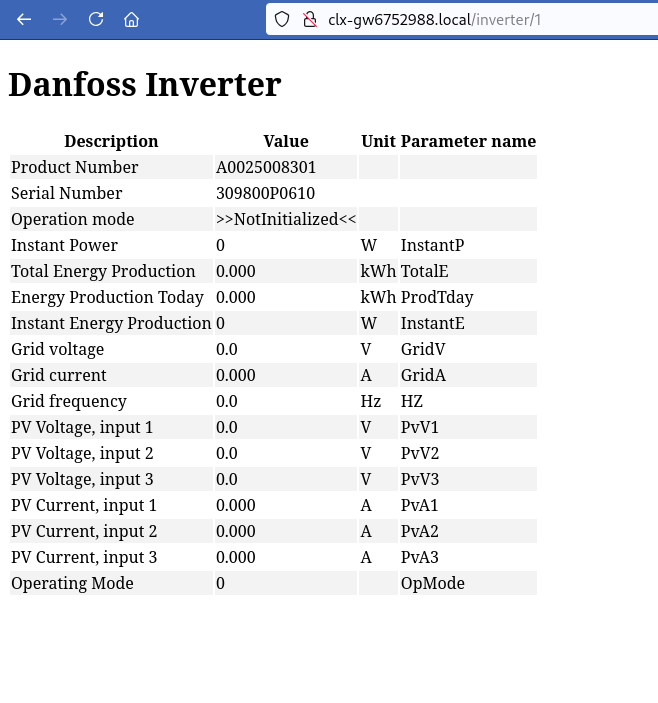 clx-gw6752988.local/inverter/1
Danfoss Inverter
Description Value Unit Parameter name
Product Number A0025008301
Serial Number 309800P0610
Operation mode >>NotInitialized<<
Instant Power 0 W InstantP
Total Energy Production 0.000 kWh TotalE
Energy Production Today 0.000 kWh ProdTday
Instant Energy Production 0 W InstantE
Grid voltage 0.0 V GridV
Grid current 0.000 A GridA
Grid frequency 0.0 Hz HZ
PV Voltage, input 1 0.0 V PvV1
PV Voltage, input 2 0.0 V PvV2
PV Voltage, input 3 0.0 V PvV3
PV Current, input 1 0.000 A PvA1
PV Current, input 2 0.000 A PvA2
PV Current, input 3 0.000 A PvA3
Operating Mode 0 OpMode